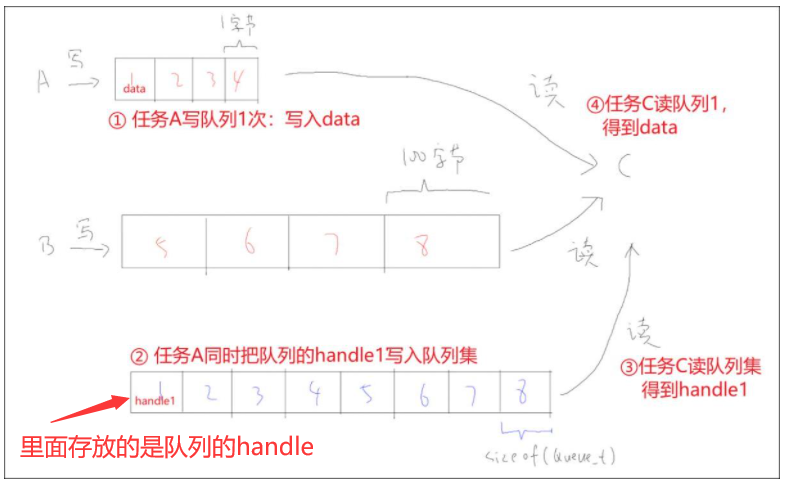 1字节
A 写
1 2 3 4
data
① 任务A写队列1次：写入data
读
④任务C读队列1，
得到data
100字节
C
B 写
5 6 7 8
读
② 任务A同时把队列的handle1写入队列集
读
③任务C读队列集
得到handle1
1 2 3 4 5 6 7 8
handle1
里面存放的是队列的handle
sizeof(Queue_t)